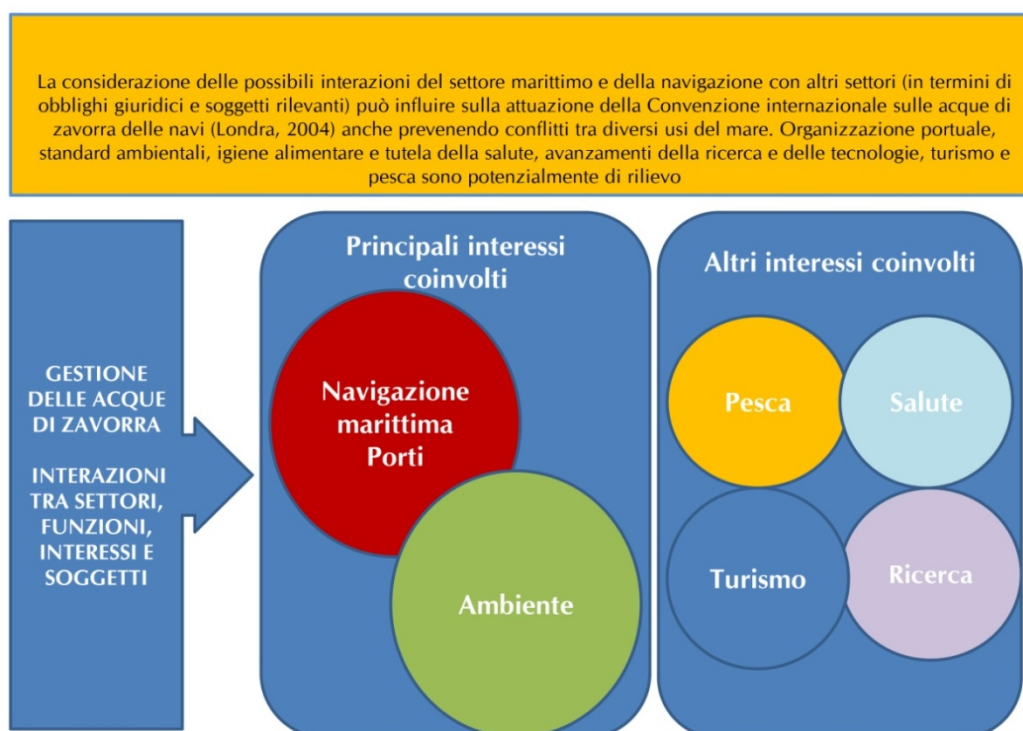 La considerazione delle possibili interazioni del settore marittimo e della navigazione con altri settori (in termini di
obblighi giuridici e soggetti rilevanti) può influire sulla attuazione della Convenzione internazionale sulle acque di
zavorra delle navi (Londra, 2004) anche prevenendo conflitti tra diversi usi del mare. Organizzazione portuale,
standard ambientali, igiene alimentare e tutela della salute, avanzamenti della ricerca e delle tecnologie, turismo e
pesca sono potenzialmente di rilievo
GESTIONE
DELLE ACQUE
DI ZAVORRA
INTERAZIONI
TRA SETTORI,
FUNZIONI,
INTERESSI E
SOGGETTI
Principali interessi
coinvolti
Navigazione
marittima
Porti
Ambiente
Altri interessi coinvolti
Pesca
Salute
Turismo
Ricerca